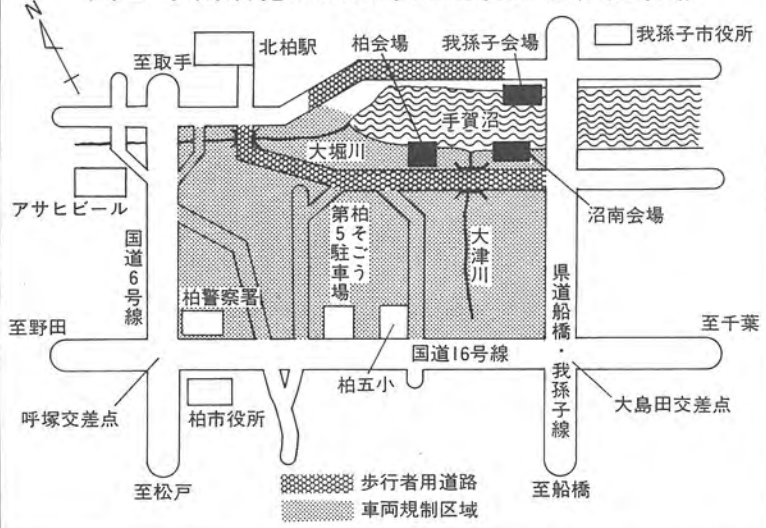 N
至取手
北柏駅
柏会場
我孫子会場
我孫子市役所
手賀沼
大堀川
アサヒビール
国道6号線
柏そごう
第5駐車場
大津川
沼南会場
県道船橋・我孫子線
柏警察署
至野田
至千葉
国道16号線
柏五小
呼塚交差点
柏市役所
大島田交差点
至松戸
歩行者用道路
車両規制区域
至船橋